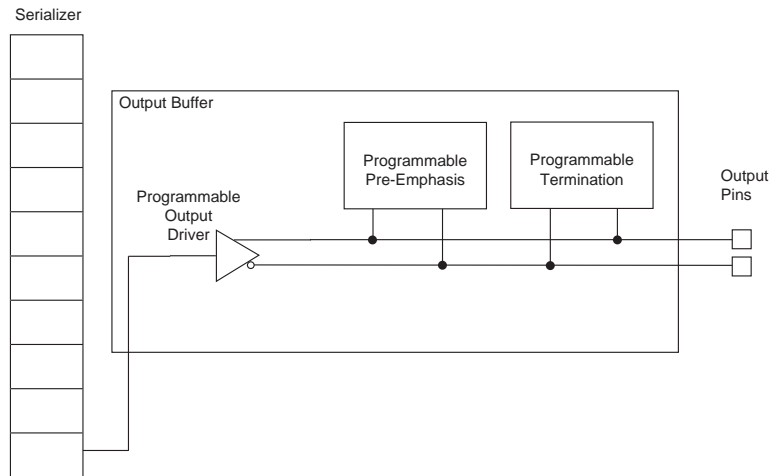 Serializer
Output Buffer
Programmable
Pre-Emphasis
Programmable
Termination
Output
Pins
Programmable
Output
Driver